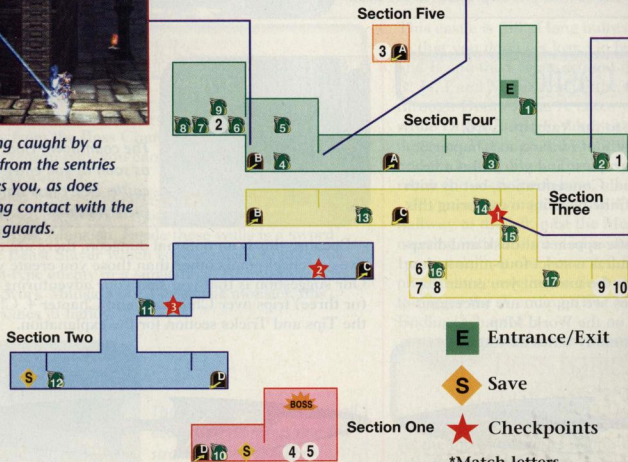 Section Five
3 A
E
1
9
8 7 2 6
5
Section Four
B 4
A
3
2 1
ng caught by a
from the sentries
es you, as does
ng contact with the
guards.
B
13
C
14
1
15
Section
Three
6 16
7 8
17
9 10
2
C
11
3
Section Two
S 12
D
E Entrance/Exit
S Save
Checkpoints
*Match letters
BOSS
Section One
D 10 S 4 5